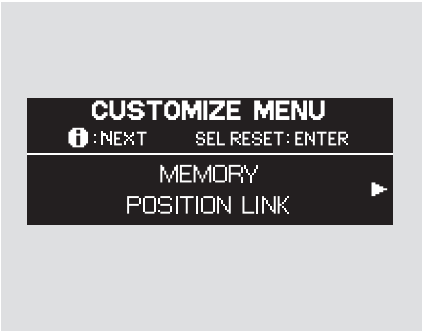 CUSTOMIZE MENU
i:NEXT SEL RESET:ENTER
MEMORY
POSITION LINK